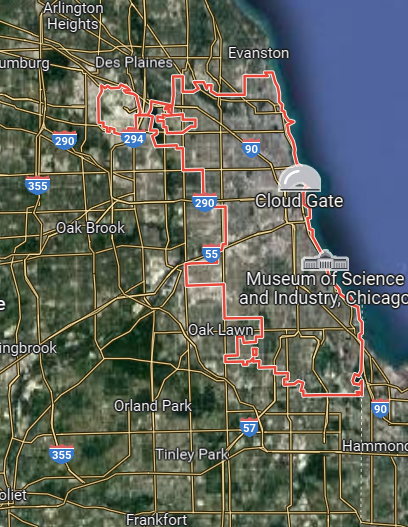 Arlington
Heights
Evanston
Des Plaines
umburg
290
294
90
355
Cloud Gate
290
Oak Brook
55
Museum of Science
and Industry, Chicago
e
Oak Lawn
ingbrook
Orland Park
90
57
Hammond
355
Tinley Park
oliet
Frankfort